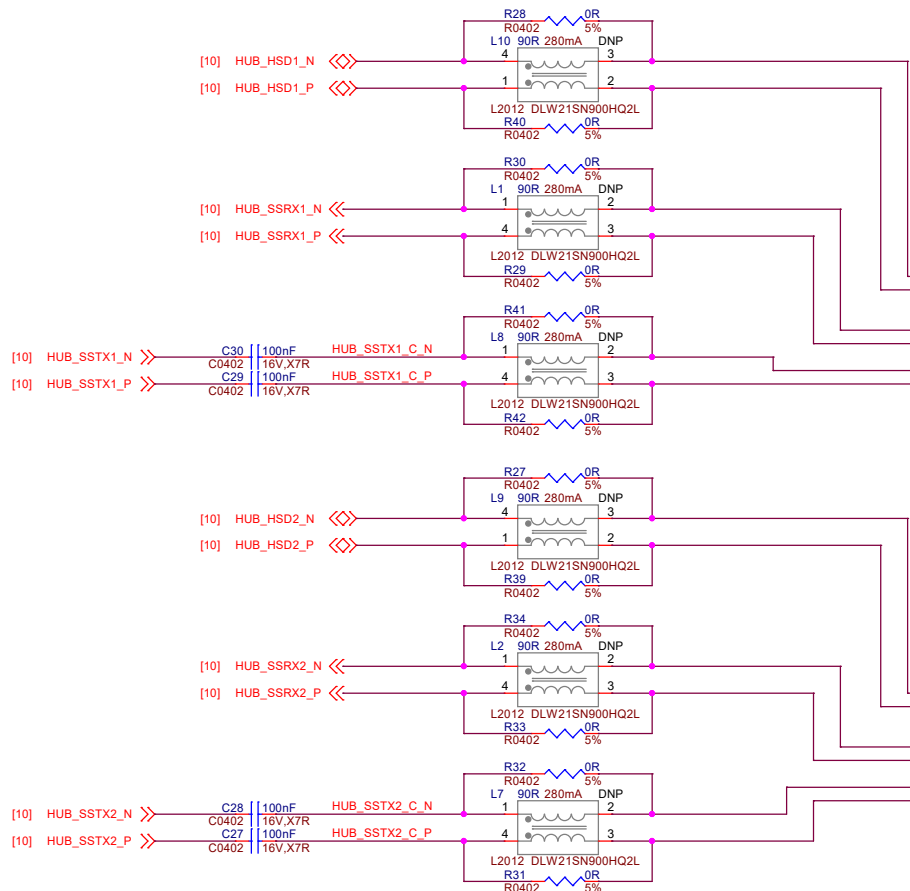 R28 0R
R0402 5%
L10 90R 280mA DNP
[10] HUB_HSD1_N 4 3
[10] HUB_HSD1_P 1 2
L2012 DLW21SN900HQ2L
R40 0R
R0402 5%
R30 0R
R0402 5%
L1 90R 280mA DNP
[10] HUB_SSRX1_N 1 2
[10] HUB_SSRX1_P 4 3
L2012 DLW21SN900HQ2L
R29 0R
R0402 5%
R41 0R
R0402 5%
L8 90R 280mA DNP
[10] HUB_SSTX1_N C30 100nF HUB_SSTX1_C_N 1 2
C0402 16V,X7R
[10] HUB_SSTX1_P C29 100nF HUB_SSTX1_C_P 4 3
C0402 16V,X7R
L2012 DLW21SN900HQ2L
R42 0R
R0402 5%
R27 0R
R0402 5%
L9 90R 280mA DNP
[10] HUB_HSD2_N 4 3
[10] HUB_HSD2_P 1 2
L2012 DLW21SN900HQ2L
R39 0R
R0402 5%
R34 0R
R0402 5%
L2 90R 280mA DNP
[10] HUB_SSRX2_N 1 2
[10] HUB_SSRX2_P 4 3
L2012 DLW21SN900HQ2L
R33 0R
R0402 5%
R32 0R
R0402 5%
L7 90R 280mA DNP
[10] HUB_SSTX2_N C28 100nF HUB_SSTX2_C_N 1 2
C0402 16V,X7R
[10] HUB_SSTX2_P C27 100nF HUB_SSTX2_C_P 4 3
C0402 16V,X7R
L2012 DLW21SN900HQ2L
R31 0R
R0402 5%